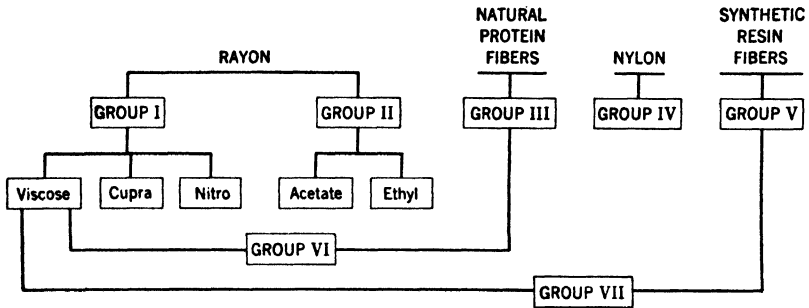 RAYON
NATURAL
PROTEIN
FIBERS
NYLON
SYNTHETIC
RESIN
FIBERS
GROUP I
GROUP II
GROUP III
GROUP IV
GROUP V
Viscose
Cupra
Nitro
Acetate
Ethyl
GROUP VI
GROUP VII